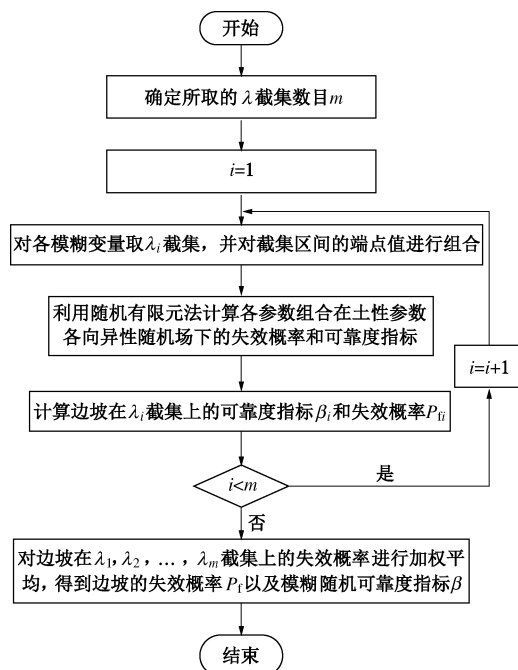 开始
确定所取的 λ 截集数目m
i=1
对各模糊变量取λi截集，并对截集区间的端点值进行组合
利用随机有限元法计算各参数组合在土性参数
各向异性随机场下的失效概率和可靠度指标
i=i+1
计算边坡在λi截集上的可靠度指标βi和失效概率Pfi
i<m
是
否
对边坡在λ1,λ2，…，λm截集上的失效概率进行加权平
均，得到边坡的失效概率Pf以及模糊随机可靠度指标β
结束